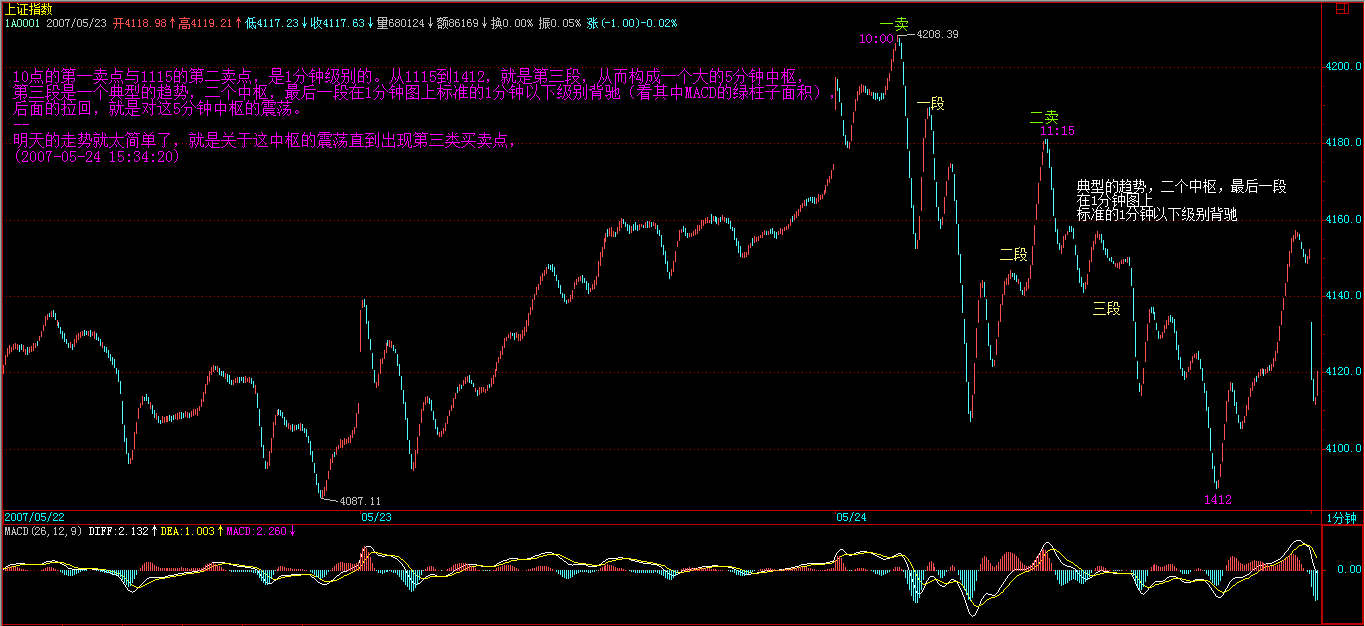 上证指数
1A0001 2007/05/23 开4118.98↑高4119.21↑低4117.23↓收4117.63↓量680124↓额86169↓换0.00% 振0.05% 涨(-1.00)-0.02%
日
一卖
10:00
4208.39
4200.0
10点的第一卖点与1115的第二卖点，是1分钟级别的。从1115到1412，就是第三段，从而构成一个大的5分钟中枢，
第三段是一个典型的趋势，二个中枢，最后一段在1分钟图上标准的1分钟以下级别背驰（看其中MACD的绿柱子面积），
后面的拉回，就是对这5分钟中枢的震荡。
--
明天的走势就太简单了，就是关于这中枢的震荡直到出现第三类买卖点，
(2007-05-24 15:34:20)
一段
二卖
11:15
4180.0
典型的趋势，二个中枢，最后一段
在1分钟图上
标准的1分钟以下级别背驰
4160.0
二段
4140.0
三段
4120.0
4100.0
4087.11
1412
2007/05/22 05/23 05/24 1分钟
MACD(26,12,9) DIFF:2.132↑DEA:1.003↑MACD:2.260↓
0.00